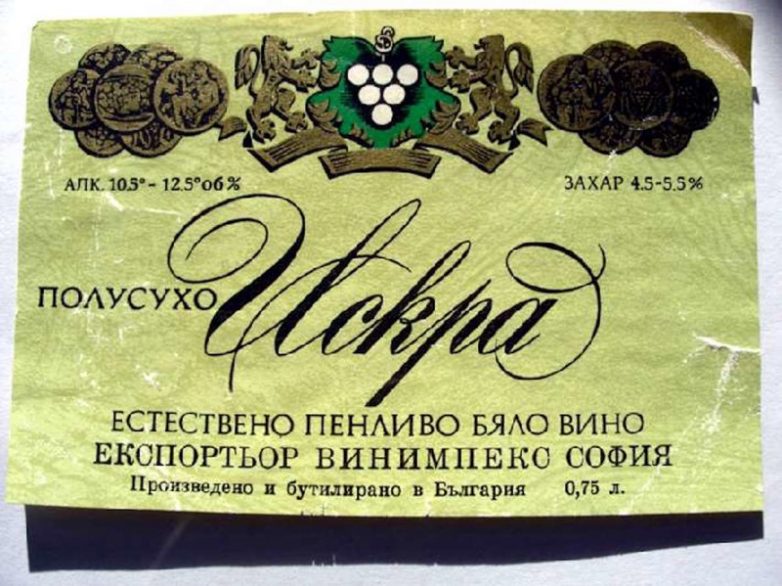 АЛК. 10.5° - 12.5° об % ЗАХАР 4.5-5.5%
ПОЛУСУХО Искра
ЕСТЕСТВЕНО ПЕНЛИВО БЯЛО ВИНО
ЕКСПОРТЬОР ВИНИМПЕКС СОФИЯ
Произведено и бутилирано в България 0,75 л.